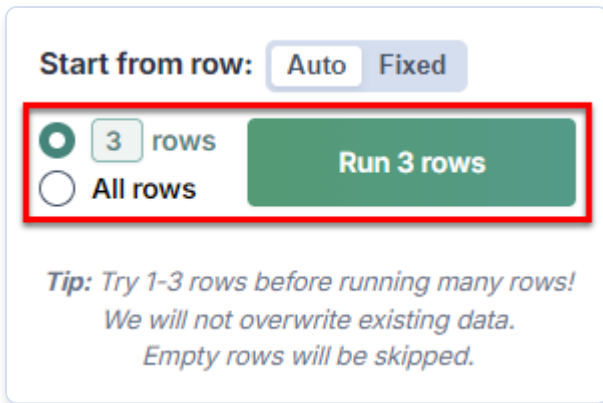 Start from row: Auto Fixed
3 rows
Run 3 rows
All rows
Tip: Try 1-3 rows before running many rows!
We will not overwrite existing data.
Empty rows will be skipped.